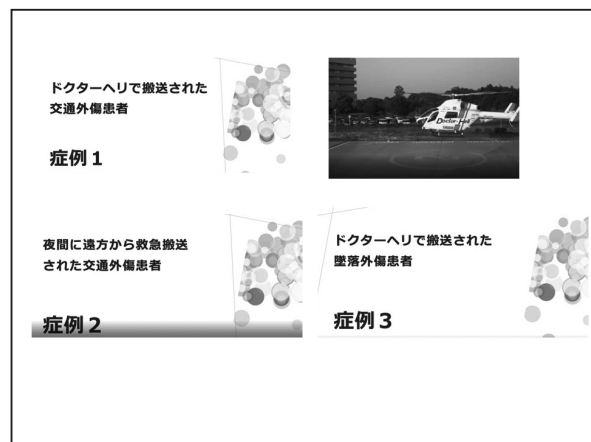 ドクターヘリで搬送された
交通外傷患者
症例1
Doctor-Heli
夜間に遠方から救急搬送
された交通外傷患者
症例2
ドクターヘリで搬送された
墜落外傷患者
症例3